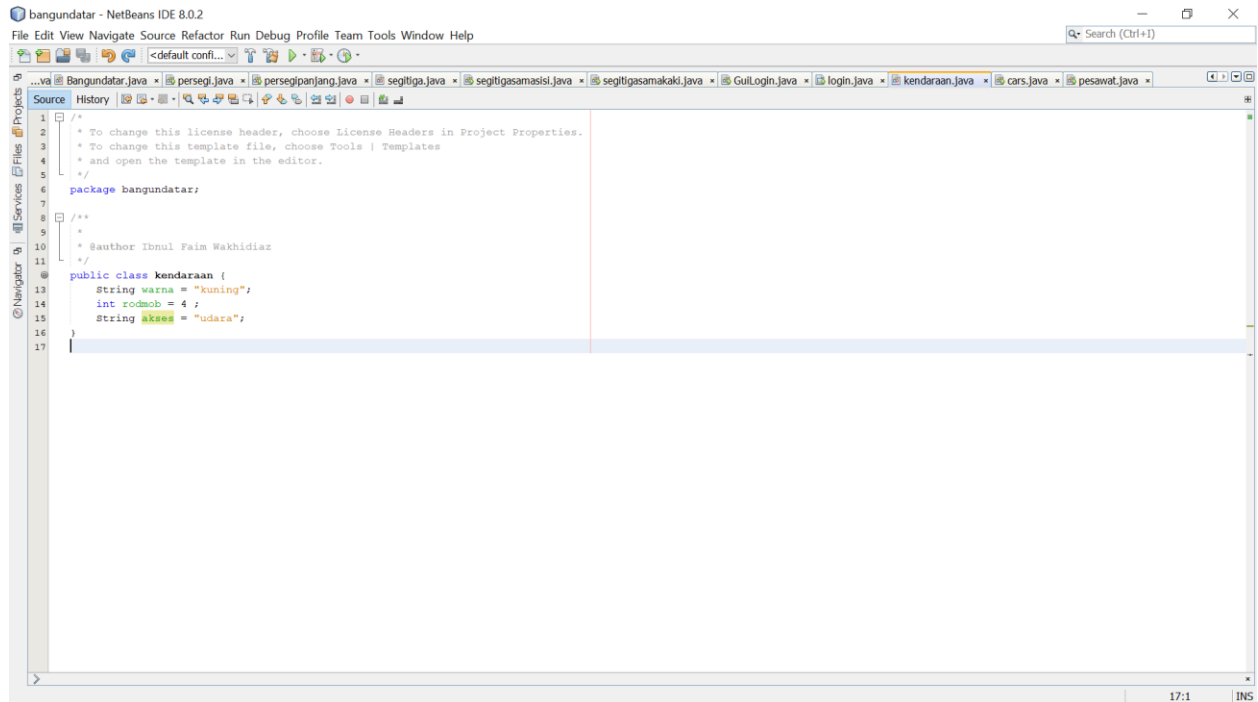 bangundatar - NetBeans IDE 8.0.2
File Edit View Navigate Source Refactor Run Debug Profile Team Tools Window Help
Search (Ctrl+I)
<default confi...
...va Bangundatar.java × persegi.java × persegipanjang.java × segitiga.java × segitigasamasisi.java × segitigasamakaki.java × GuiLogin.java × login.java × kendaraan.java × cars.java × pesawat.java ×
Source History
Projects
Files
Services
Navigator
1 /*
2 * To change this license header, choose License Headers in Project Properties.
3 * To change this template file, choose Tools | Templates
4 * and open the template in the editor.
5 */
6 package bangundatar;
7
8 /**
9 *
10 * @author Ibnul Faim Wakhidiaz
11 */
public class kendaraan {
13 String warna = "kuning";
14 int rodmob = 4 ;
15 String akses = "udara";
16 }
17
17:1 INS